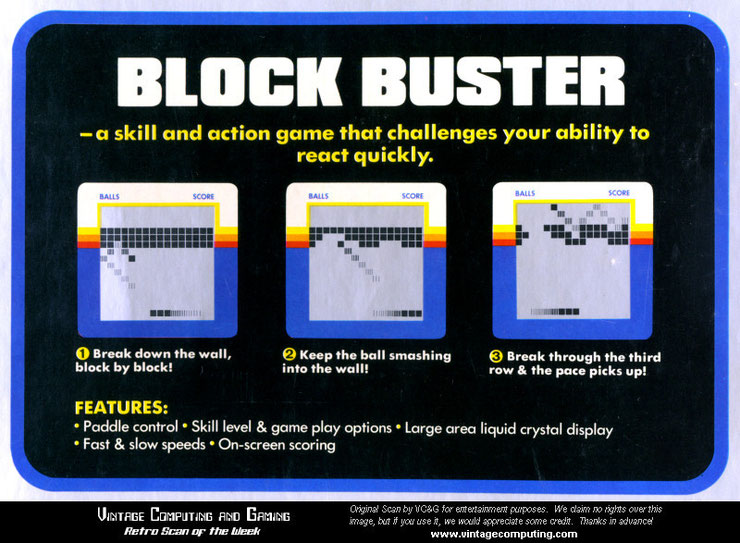 BLOCK BUSTER
–a skill and action game that challenges your ability to
react quickly.
BALLS SCORE
BALLS SCORE
BALLS SCORE
1 Break down the wall,
block by block!
2 Keep the ball smashing
into the wall!
3 Break through the third
row & the pace picks up!
FEATURES:
• Paddle control • Skill level & game play options • Large area liquid crystal display
• Fast & slow speeds • On-screen scoring
VINTAGE COMPUTING AND GAMING
Retro Scan of the Week
Original Scan by VC&G for entertainment purposes. We claim no rights over this
image, but if you use it, we would appreciate some credit. Thanks in advance!
www.vintagecomputing.com